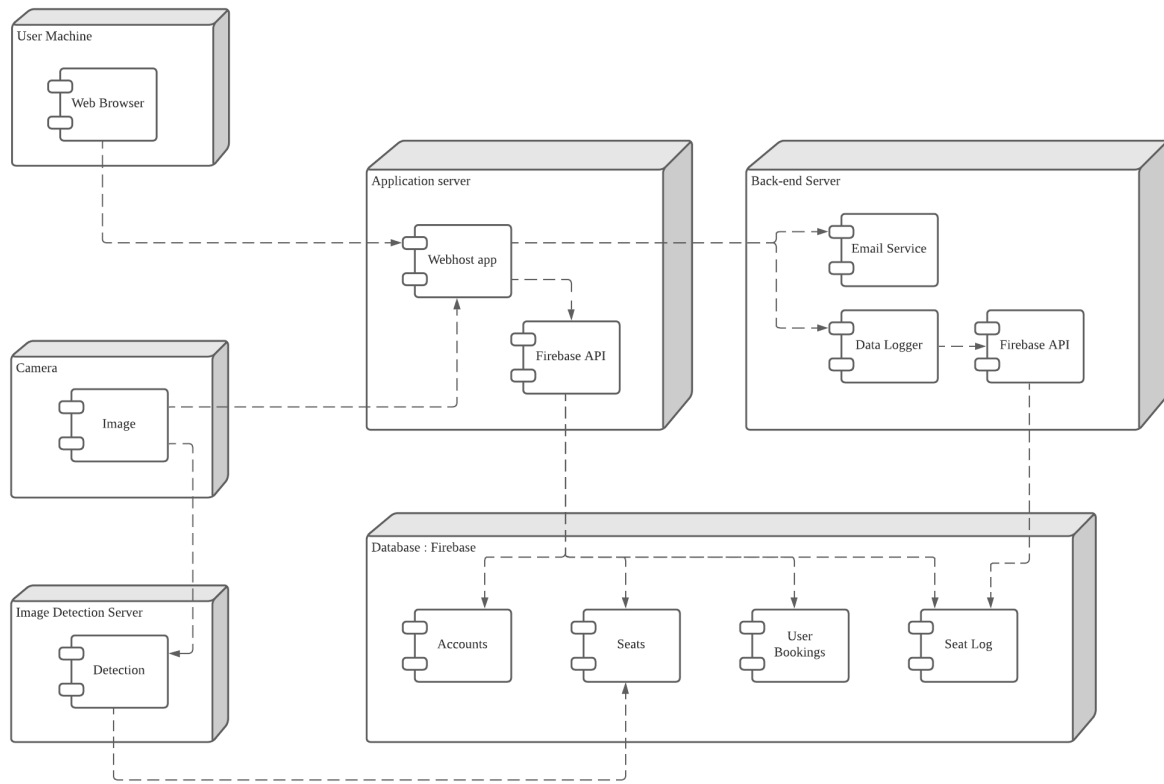 User Machine
Web Browser
Application server
Webhost app
Firebase API
Back-end Server
Email Service
Data Logger
Firebase API
Camera
Image
Database : Firebase
Accounts
Seats
User
Bookings
Seat Log
Image Detection Server
Detection